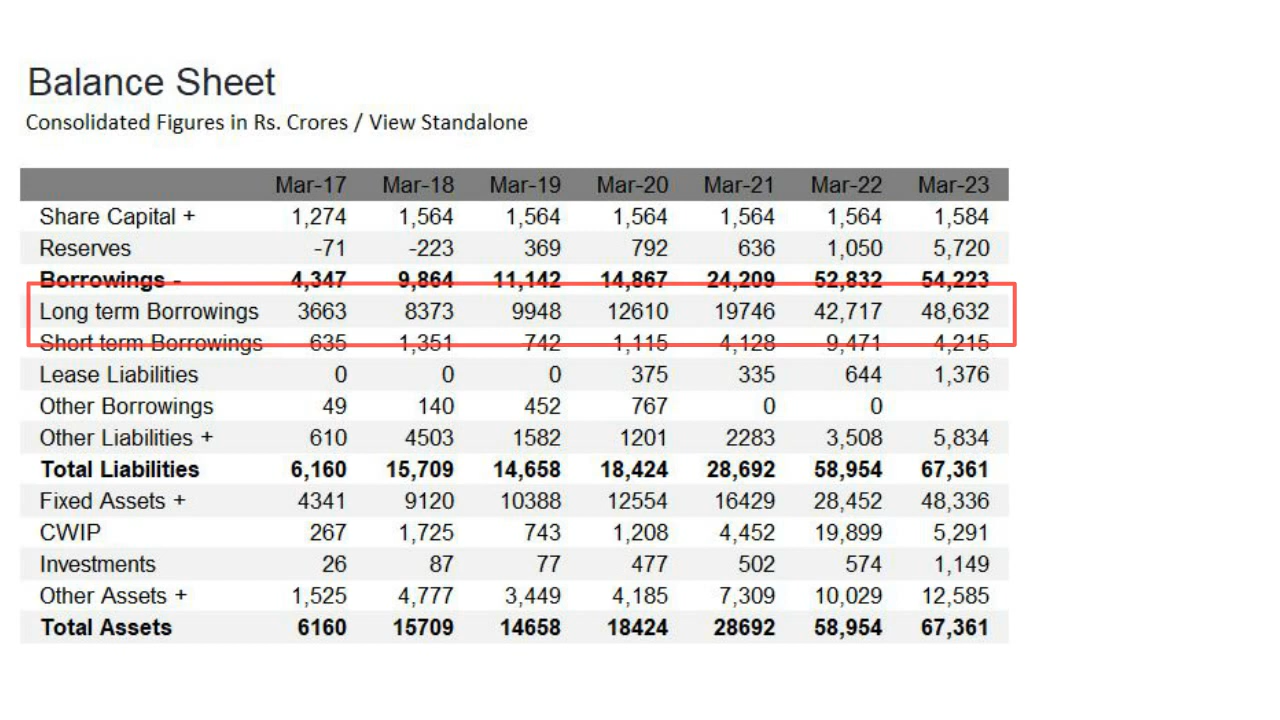 Balance Sheet
Consolidated Figures in Rs. Crores / View Standalone
Mar-17 Mar-18 Mar-19 Mar-20 Mar-21 Mar-22 Mar-23
Share Capital + 1,274 1,564 1,564 1,564 1,564 1,564 1,584
Reserves -71 -223 369 792 636 1,050 5,720
Borrowings - 4,347 9,864 11,142 14,867 24,209 52,832 54,223
Long term Borrowings 3663 8373 9948 12610 19746 42,717 48,632
Short term Borrowings 635 1,351 742 1,115 4,128 9,471 4,215
Lease Liabilities 0 0 0 375 335 644 1,376
Other Borrowings 49 140 452 767 0 0
Other Liabilities + 610 4503 1582 1201 2283 3,508 5,834
Total Liabilities 6,160 15,709 14,658 18,424 28,692 58,954 67,361
Fixed Assets + 4341 9120 10388 12554 16429 28,452 48,336
CWIP 267 1,725 743 1,208 4,452 19,899 5,291
Investments 26 87 77 477 502 574 1,149
Other Assets + 1,525 4,777 3,449 4,185 7,309 10,029 12,585
Total Assets 6160 15709 14658 18424 28692 58,954 67,361